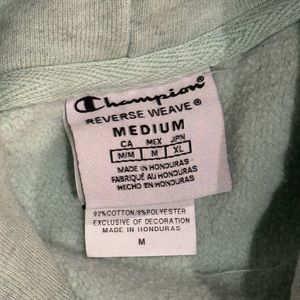 Champion
REVERSE WEAVE®
MEDIUM
CA MEX JPN
M/M M XL
MADE IN HONDURAS
FABRIQUÉ AU HONDURAS
HECHO EN HONDURAS
92%COTTON/8%POLYESTER
EXCLUSIVE OF DECORATION
MADE IN HONDURAS
M